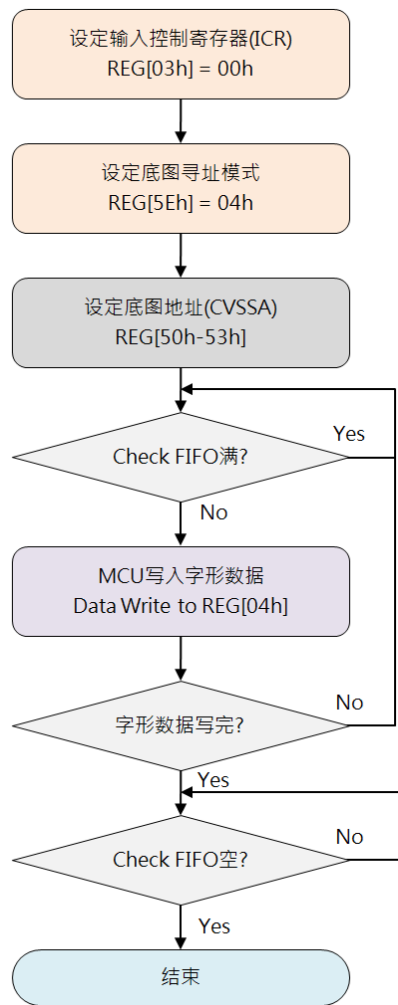 设定输入控制寄存器(ICR)
REG[03h] = 00h
设定底图寻址模式
REG[5Eh] = 04h
设定底图地址(CVSSA)
REG[50h-53h]
Check FIFO满?
Yes
No
MCU写入字形数据
Data Write to REG[04h]
字形数据写完?
No
Yes
Check FIFO空?
No
Yes
结束